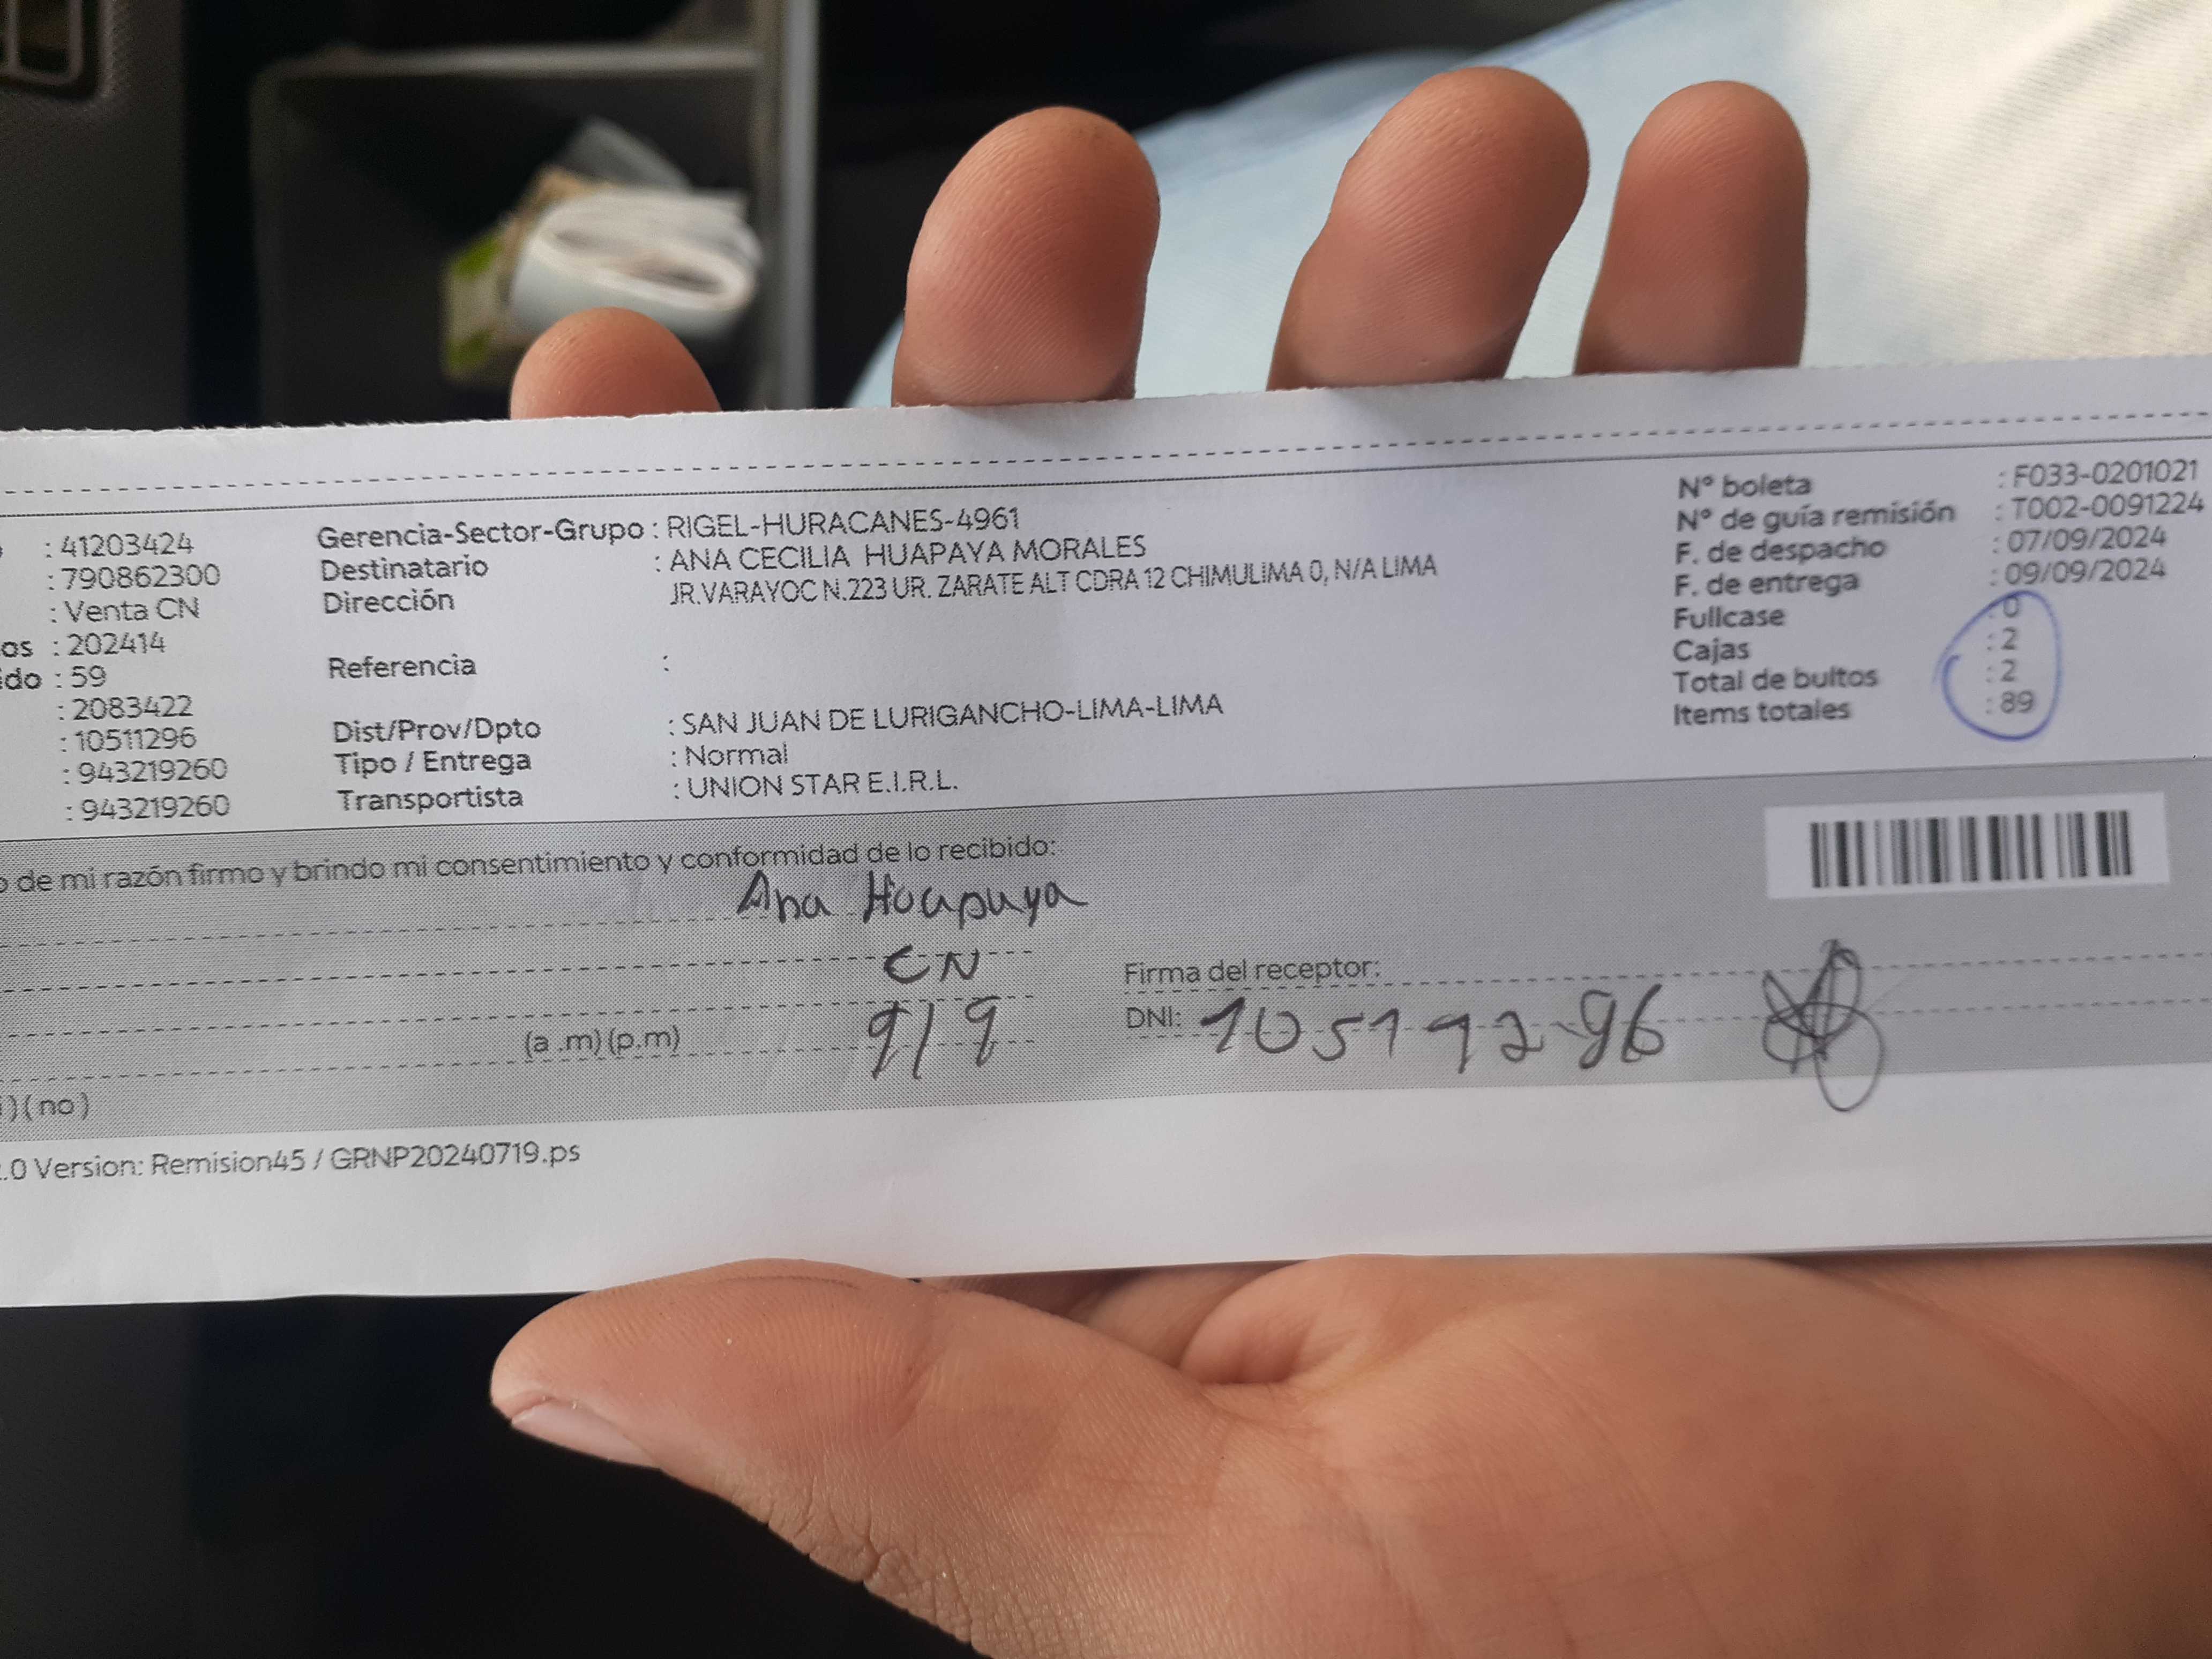 : 41203424
: 790862300
: Venta CN
os : 202414
ido : 59
: 2083422
: 10511296
: 943219260
: 943219260
Gerencia-Sector-Grupo : RIGEL-HURACANES-4961
Destinatario : ANA CECILIA HUAPAYA MORALES
Dirección JR.VARAYOC N.223 UR. ZARATE ALT CDRA 12 CHIMULIMA 0, N/A LIMA
Referencia :
Dist/Prov/Dpto : SAN JUAN DE LURIGANCHO-LIMA-LIMA
Tipo / Entrega : Normal
Transportista : UNION STAR E.I.R.L.
Nº boleta : F033-0201021
Nº de guía remisión : T002-0091224
F. de despacho : 07/09/2024
F. de entrega : 09/09/2024
Fullcase : 0
Cajas : 2
Total de bultos : 2
Items totales : 89
o de mi razón firmo y brindo mi consentimiento y conformidad de lo recibido:
Ana Huapaya
CN
Firma del receptor:
(a .m) (p.m) 9/9
DNI:
) (no)
.0 Version: Remision45 / GRNP20240719.ps